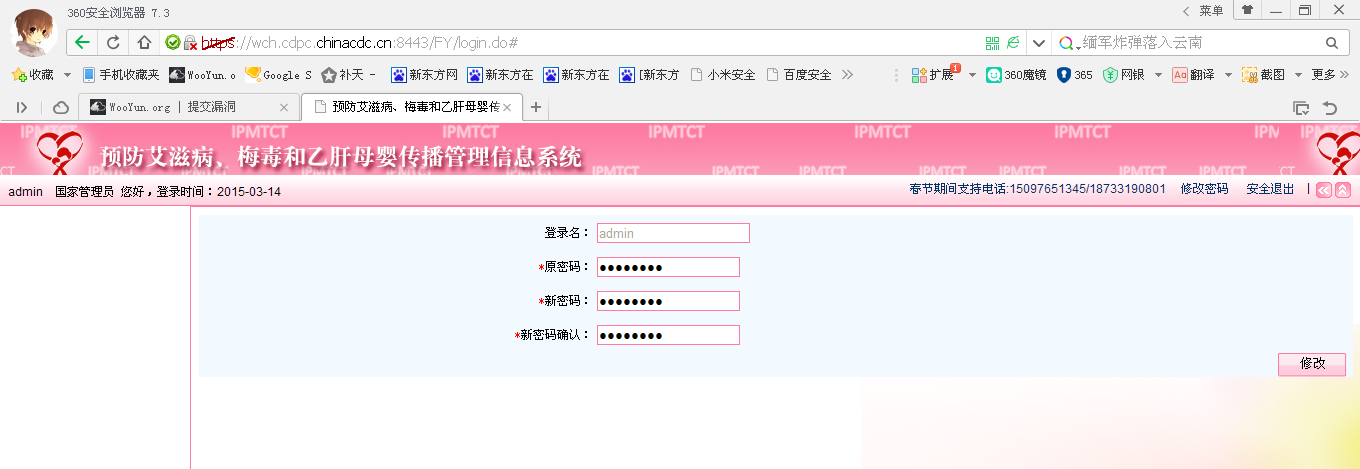 360安全浏览器 7.3
菜单
https://wch.cdpc.chinacdc.cn:8443/FY/login.do#
缅军炸弹落入云南
收藏 手机收藏夹 WooYun.o Google S 补天 - 新东方网 新东方在 新东方在 [新东方 小米安全 百度安全 扩展 1 360魔镜 365 网银 Aa 翻译 截图 更多
WooYun.org | 提交漏洞 预防艾滋病、梅毒和乙肝母婴传
IPMTCT IPMTCT IPMTCT IPMTCT IPMTCT IPMTCT IPM IPMTCT
预防艾滋病、梅毒和乙肝母婴传播管理信息系统
admin 国家管理员 您好，登录时间：2015-03-14 春节期间支持电话:15097651345/18733190801 修改密码 安全退出
登录名： admin
*原密码： ●●●●●●●●
*新密码： ●●●●●●●●
*新密码确认： ●●●●●●●●
修改